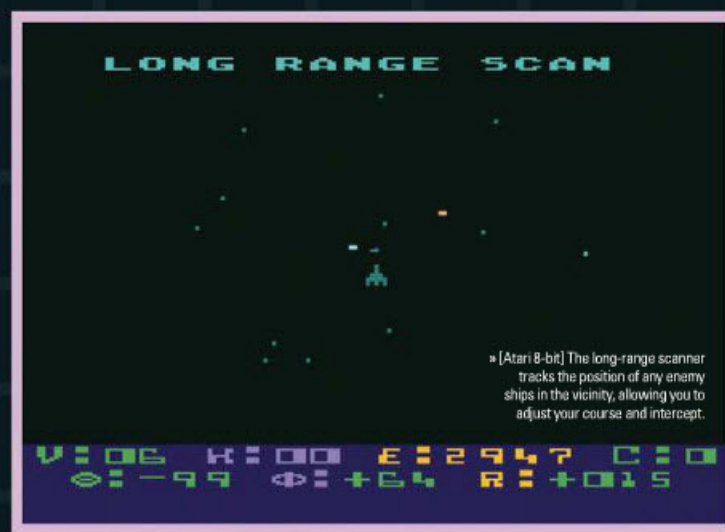 LONG RANGE SCAN
» [Atari 8-bit] The long-range scanner
tracks the position of any enemy
ships in the vicinity, allowing you to
adjust your course and intercept.
V:06 K:00 E:2947 C:0
Θ:-99 Φ:+64 R:+015